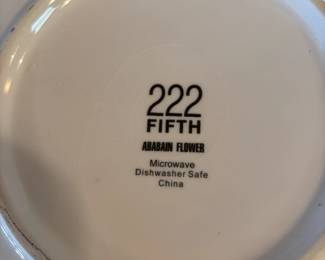 222
FIFTH
ABABAIN FLOWER
Microwave
Dishwasher Safe
China